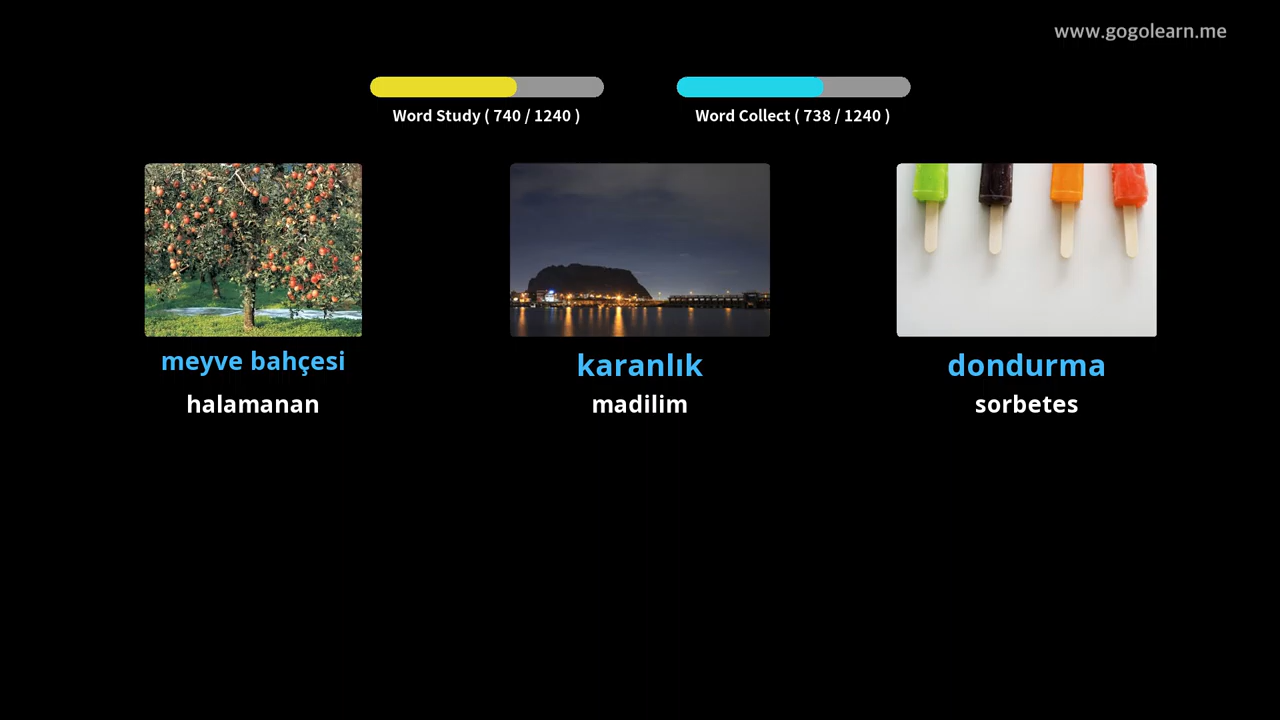 www.gogolearn.me
Word Study ( 740 / 1240 )
Word Collect ( 738 / 1240 )
meyve bahçesi
karanlık
dondurma
halamanan
madilim
sorbetes